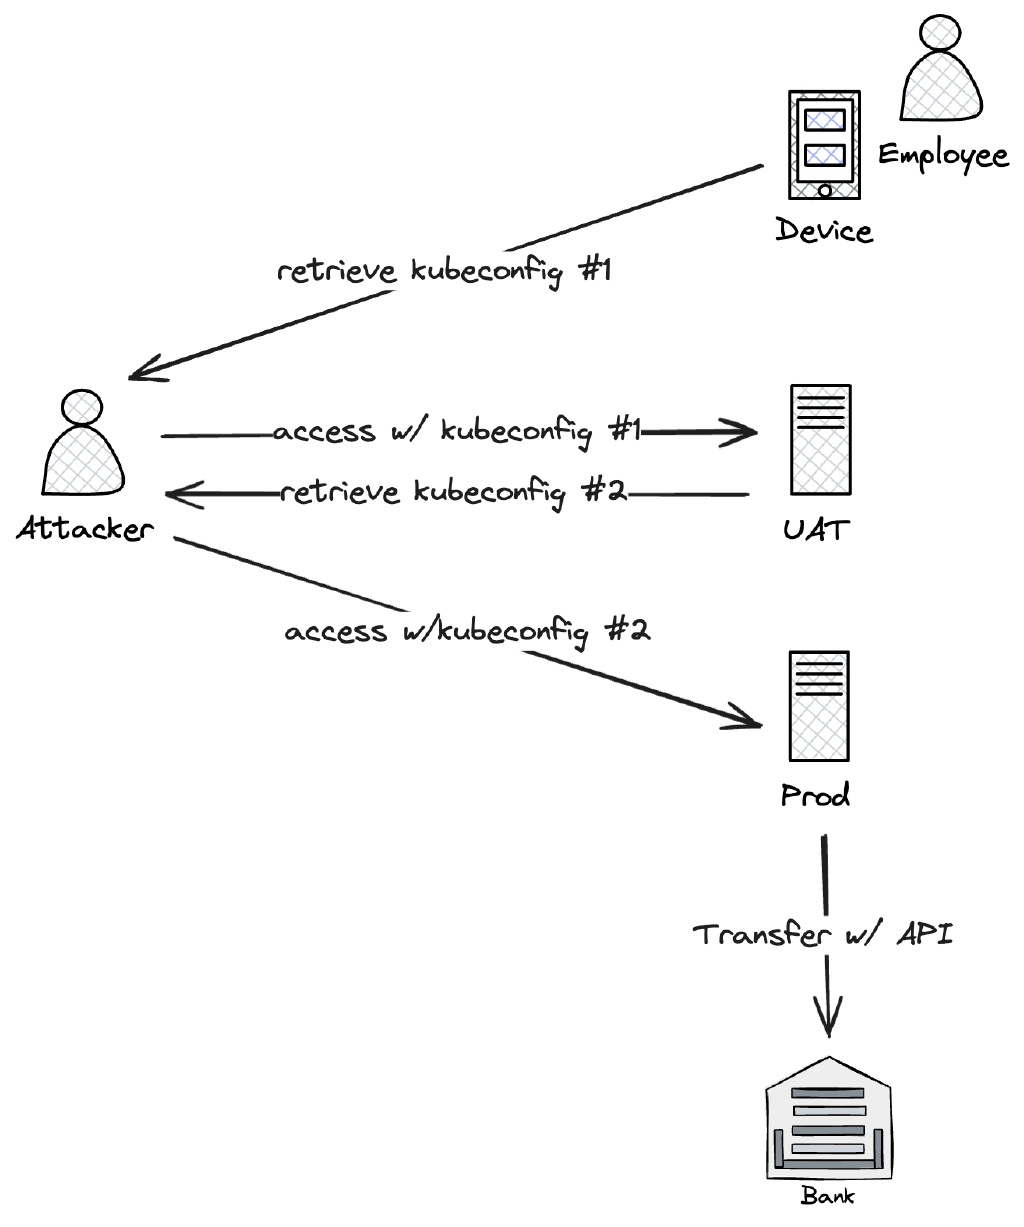 Employee
Device
retrieve kubeconfig #1
access w/ kubeconfig #1
retrieve kubeconfig #2
Attacker
UAT
access w/kubeconfig #2
Prod
Transfer w/ API
Bank